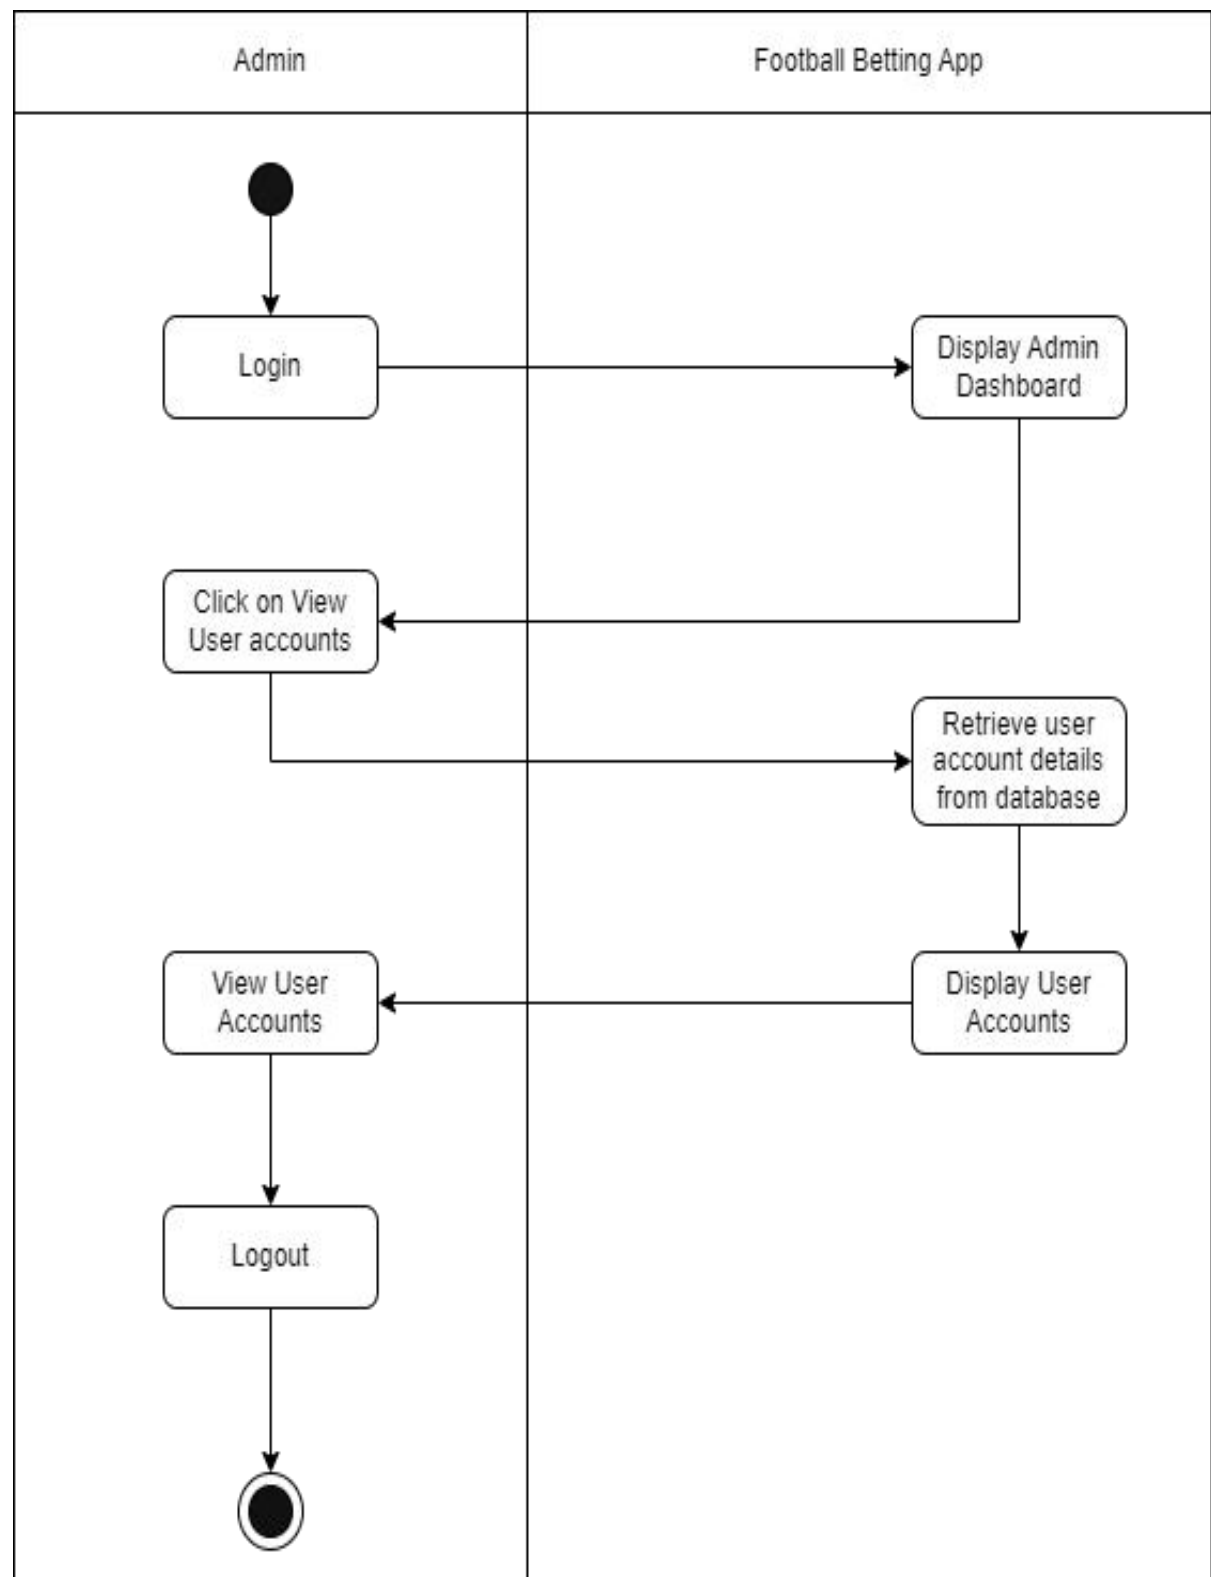 Admin
Football Betting App
Login
Display Admin
Dashboard
Click on View
User accounts
Retrieve user
account details
from database
View User
Accounts
Display User
Accounts
Logout